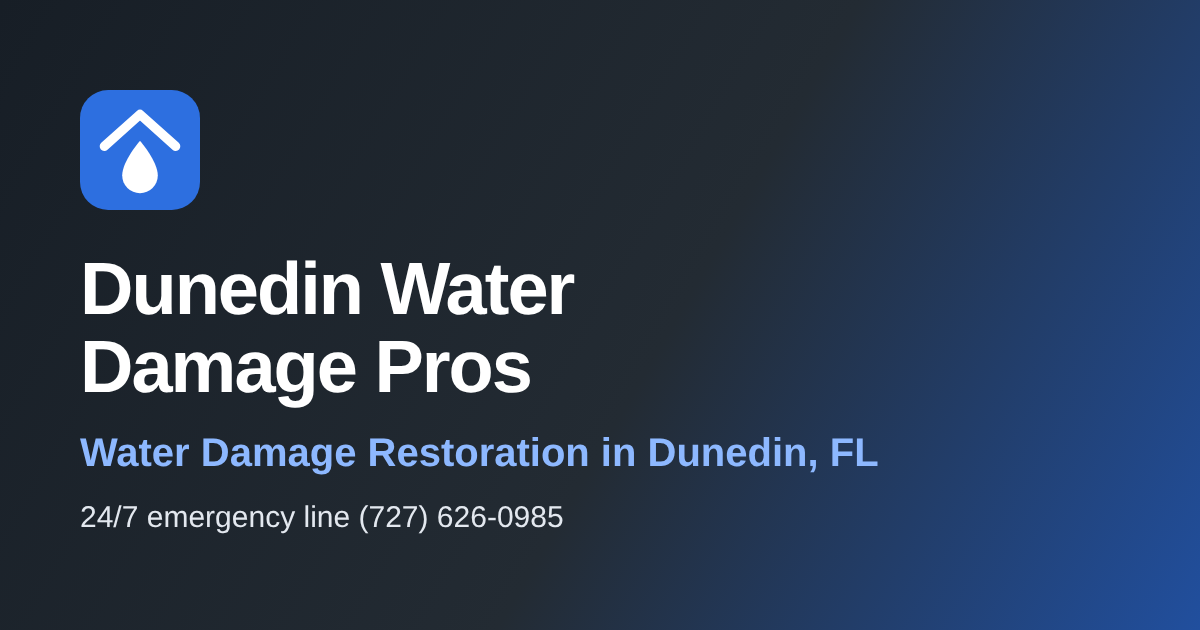 Dunedin Water
Damage Pros
Water Damage Restoration in Dunedin, FL
24/7 emergency line (727) 626-0985